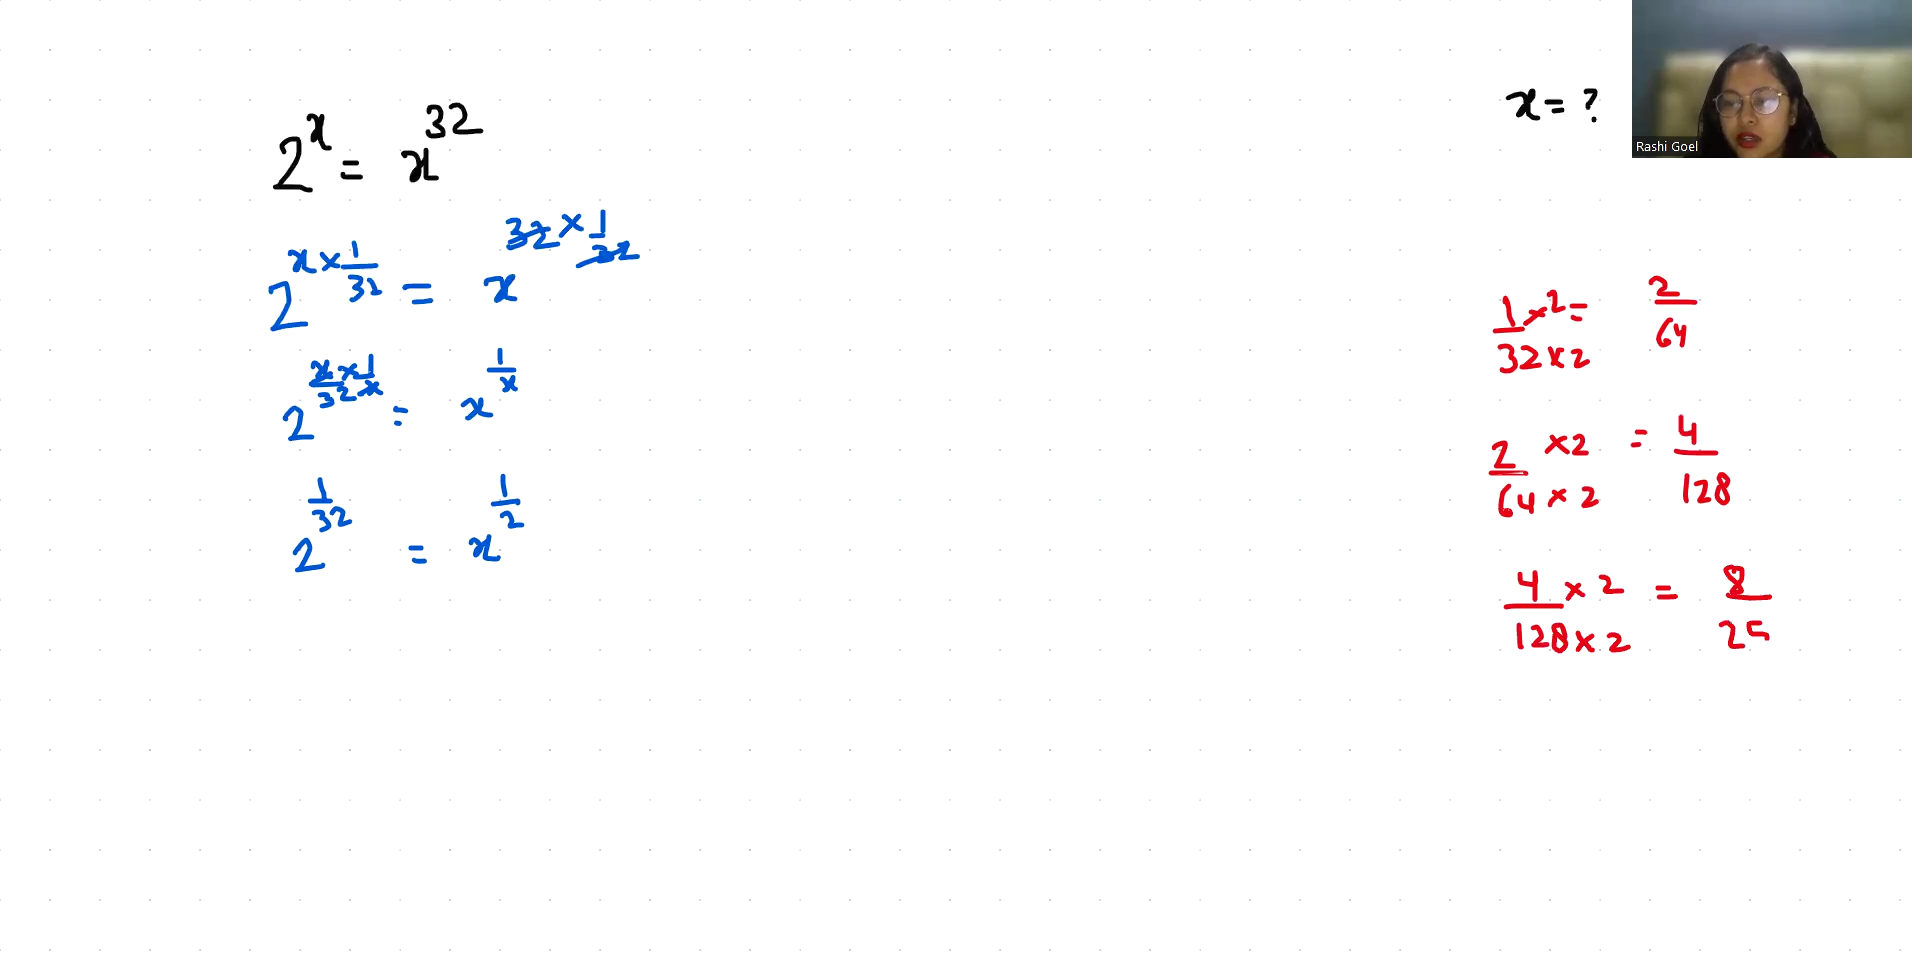 2^x = x^32
x = ?
Rashi Goel
2^(x × 1/32) = x^(32 × 1/32)
2^(x/32 × 1/x) = x^(1/x)
2^(1/32) = x^(1/2)
1/32 × 2/2 = 2/64
2/64 × 2/2 = 4/128
4/128 × 2/2 = 8/25